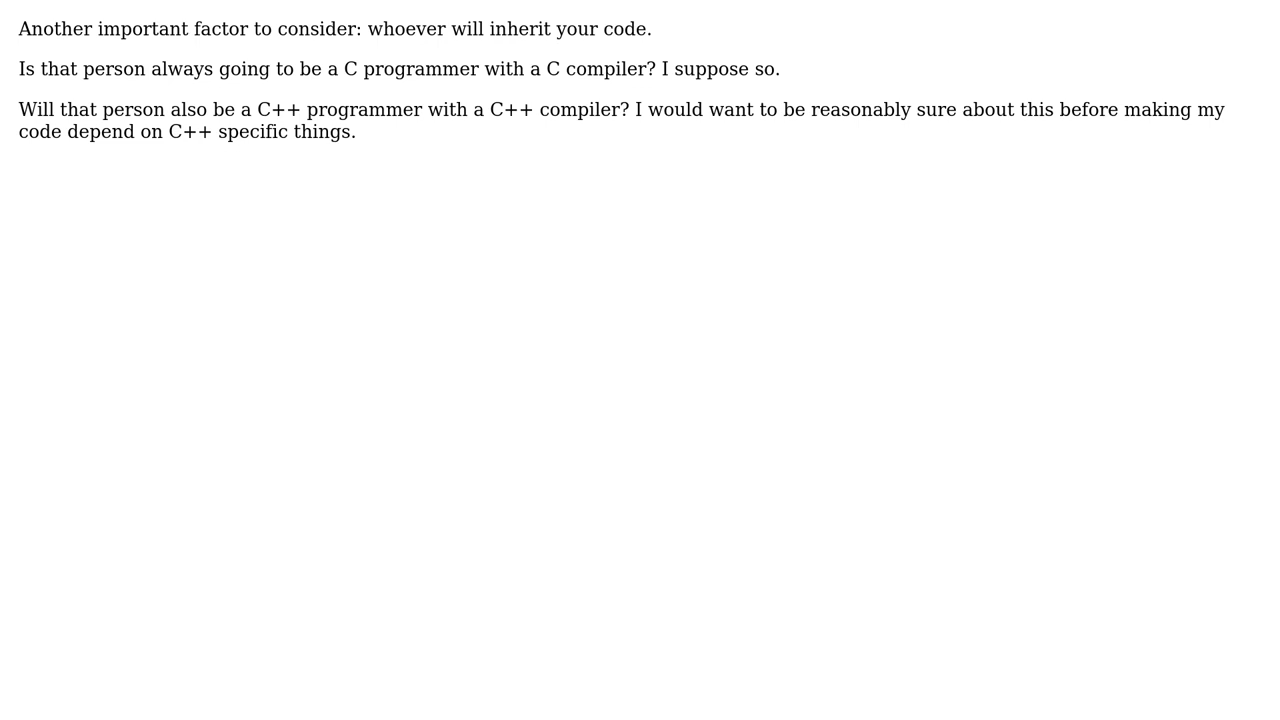 Another important factor to consider: whoever will inherit your code.
Is that person always going to be a C programmer with a C compiler? I suppose so.
Will that person also be a C++ programmer with a C++ compiler? I would want to be reasonably sure about this before making my
code depend on C++ specific things.